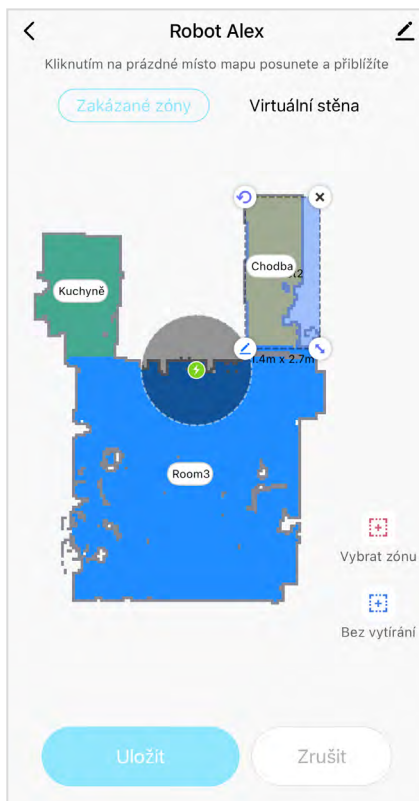 Robot Alex
Kliknutím na prázdné místo mapu posunete a přiblížíte
Zakázané zóny
Virtuální stěna
Chodba
Kuchyně
1.4m x 2.7m
Room3
Vybrat zónu
Bez vytírání
Uložit
Zrušit